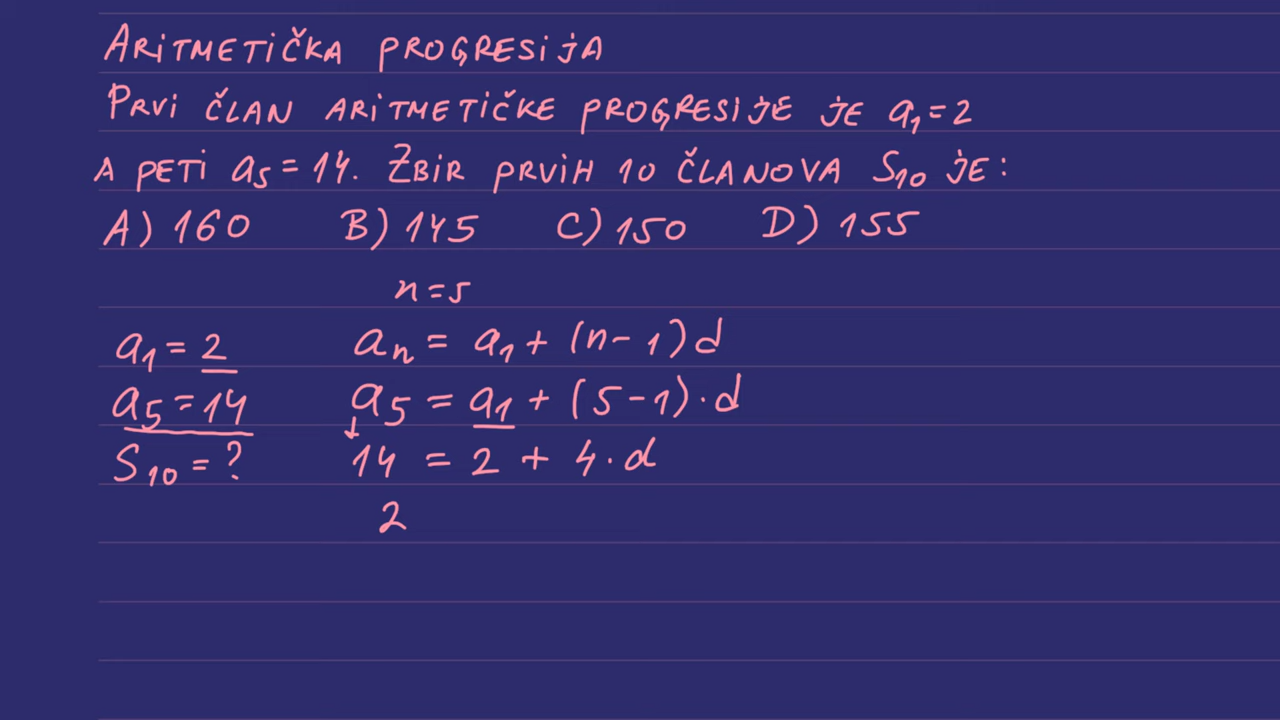 ARITMETIČKA PROGRESIJA
PRVI ČLAN ARITMETIČKE PROGRESIJE JE a₁=2
A PETI a₅=14. ZBIR PRVIH 10 ČLANOVA S₁₀ JE:
A) 160 B) 145 C) 150 D) 155
n=5
a₁=2 aₙ = a₁ + (n-1)d
a₅=14 a₅ = a₁ + (5-1)·d
S₁₀=? 14 = 2 + 4·d
2